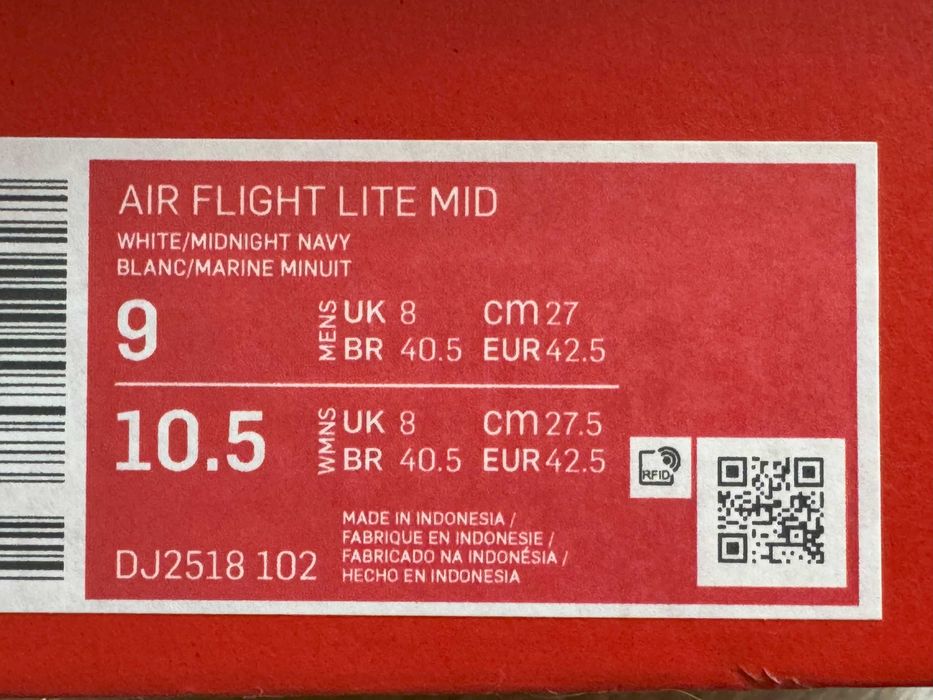 AIR FLIGHT LITE MID
WHITE/MIDNIGHT NAVY
BLANC/MARINE MINUIT
9 MENS UK 8 cm 27
BR 40.5 EUR 42.5
10.5 WMNS UK 8 cm 27.5
BR 40.5 EUR 42.5
RFID
MADE IN INDONESIA /
FABRIQUE EN INDONESIE /
FABRICADO NA INDONÉSIA /
HECHO EN INDONESIA
DJ2518 102